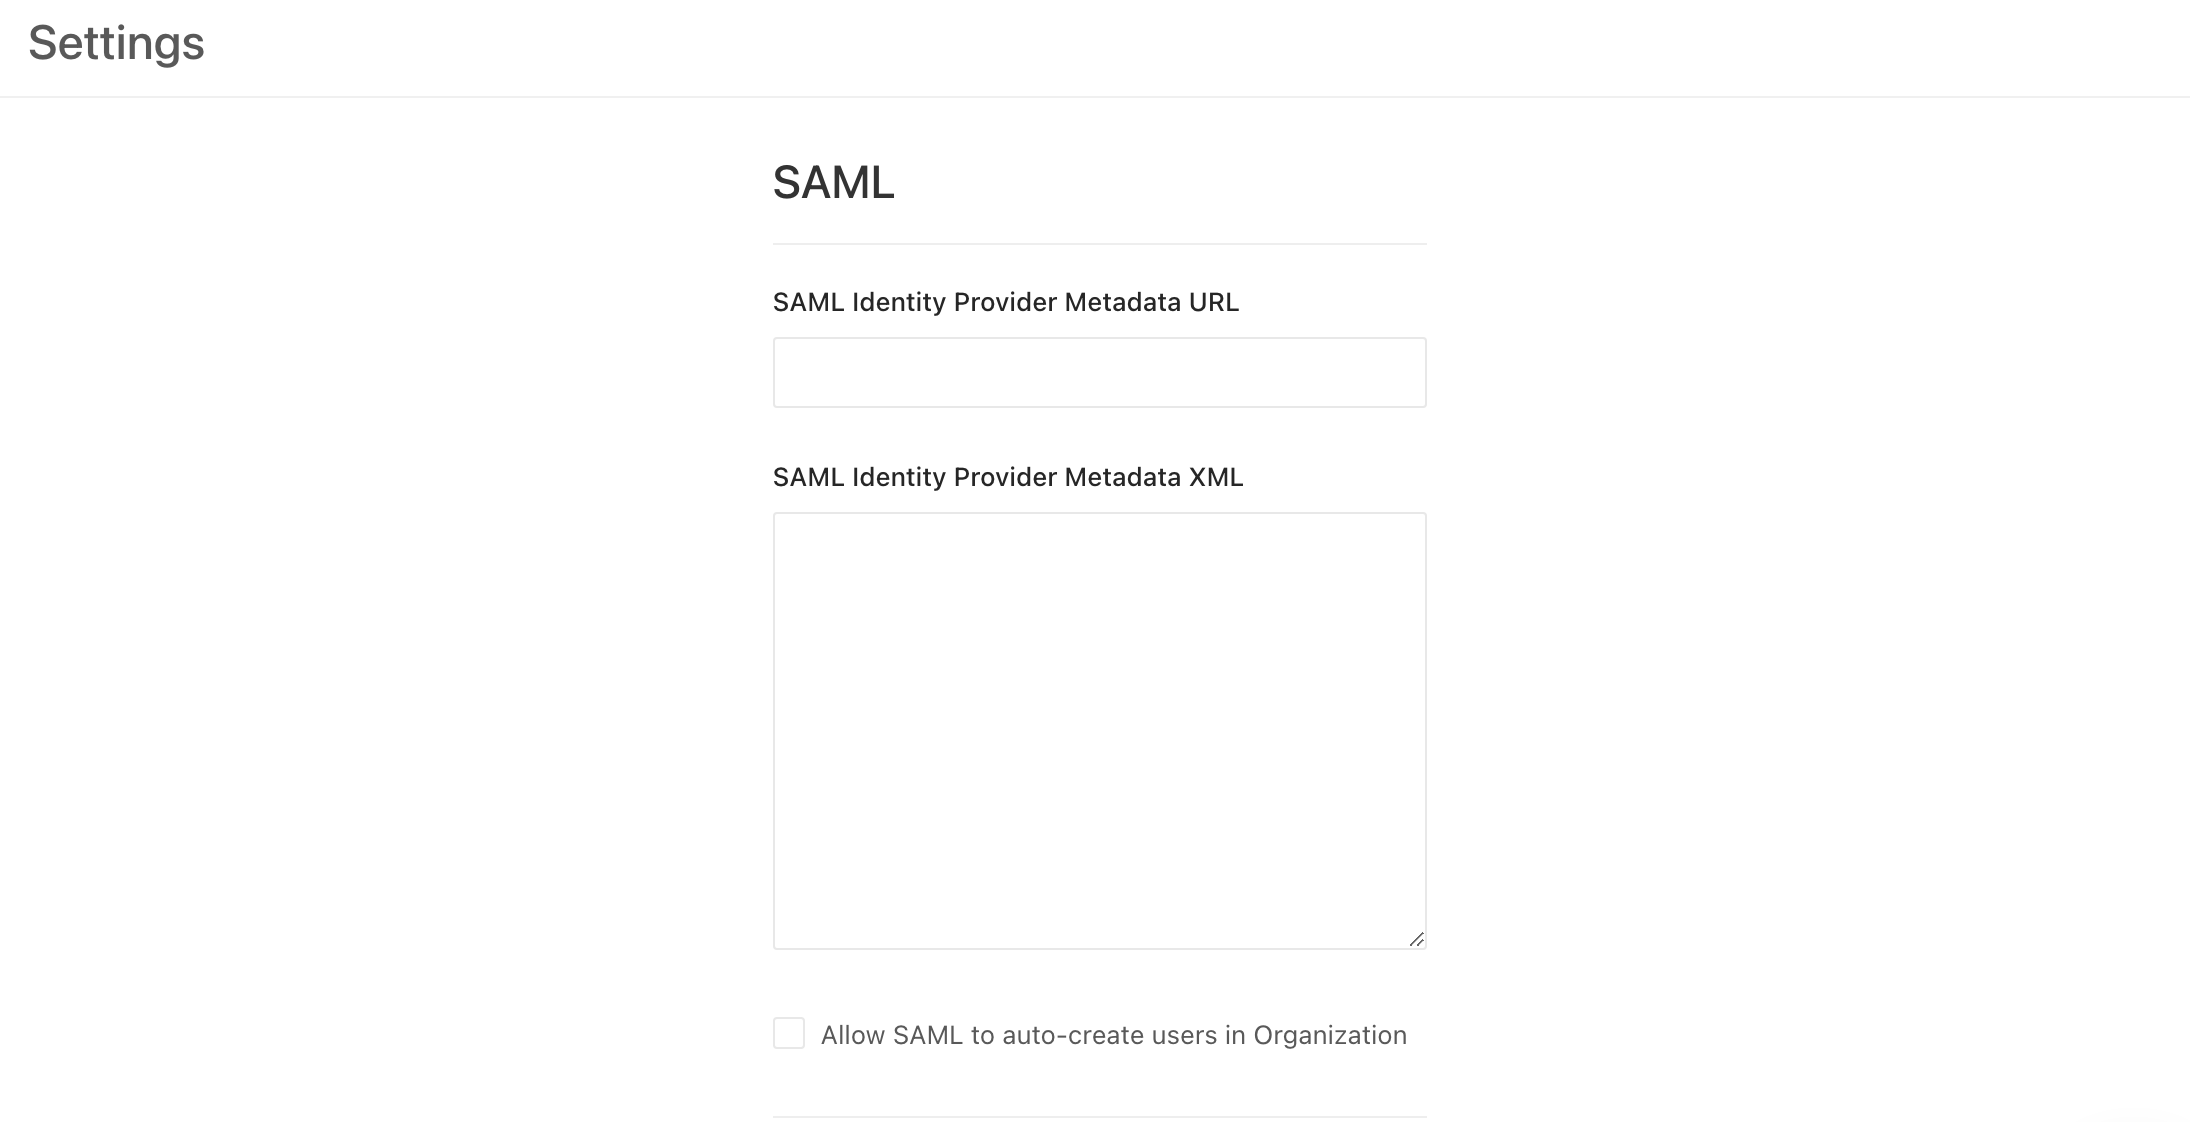 Settings
SAML
SAML Identity Provider Metadata URL
SAML Identity Provider Metadata XML
Allow SAML to auto-create users in Organization